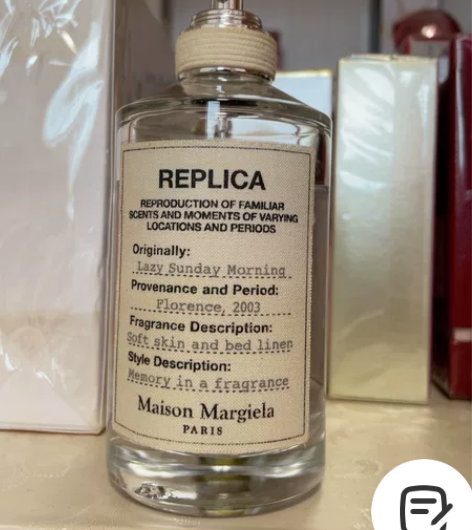 REPLICA
REPRODUCTION OF FAMILIAR
SCENTS AND MOMENTS OF VARYING
LOCATIONS AND PERIODS
Originally:
Lazy Sunday Morning
Provenance and Period:
Florence, 2003
Fragrance Description:
Soft skin and bed linen
Style Description:
Memory in a fragrance
Maison Margiela
PARIS